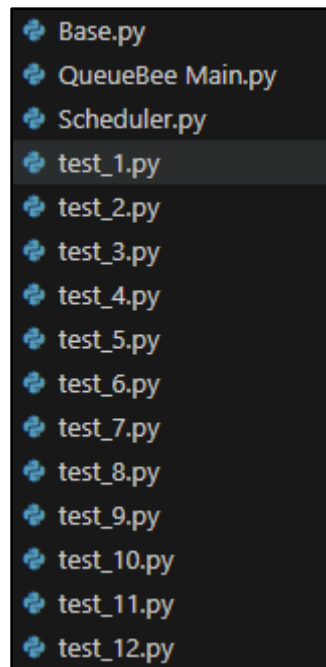 Base.py
QueueBee Main.py
Scheduler.py
test_1.py
test_2.py
test_3.py
test_4.py
test_5.py
test_6.py
test_7.py
test_8.py
test_9.py
test_10.py
test_11.py
test_12.py